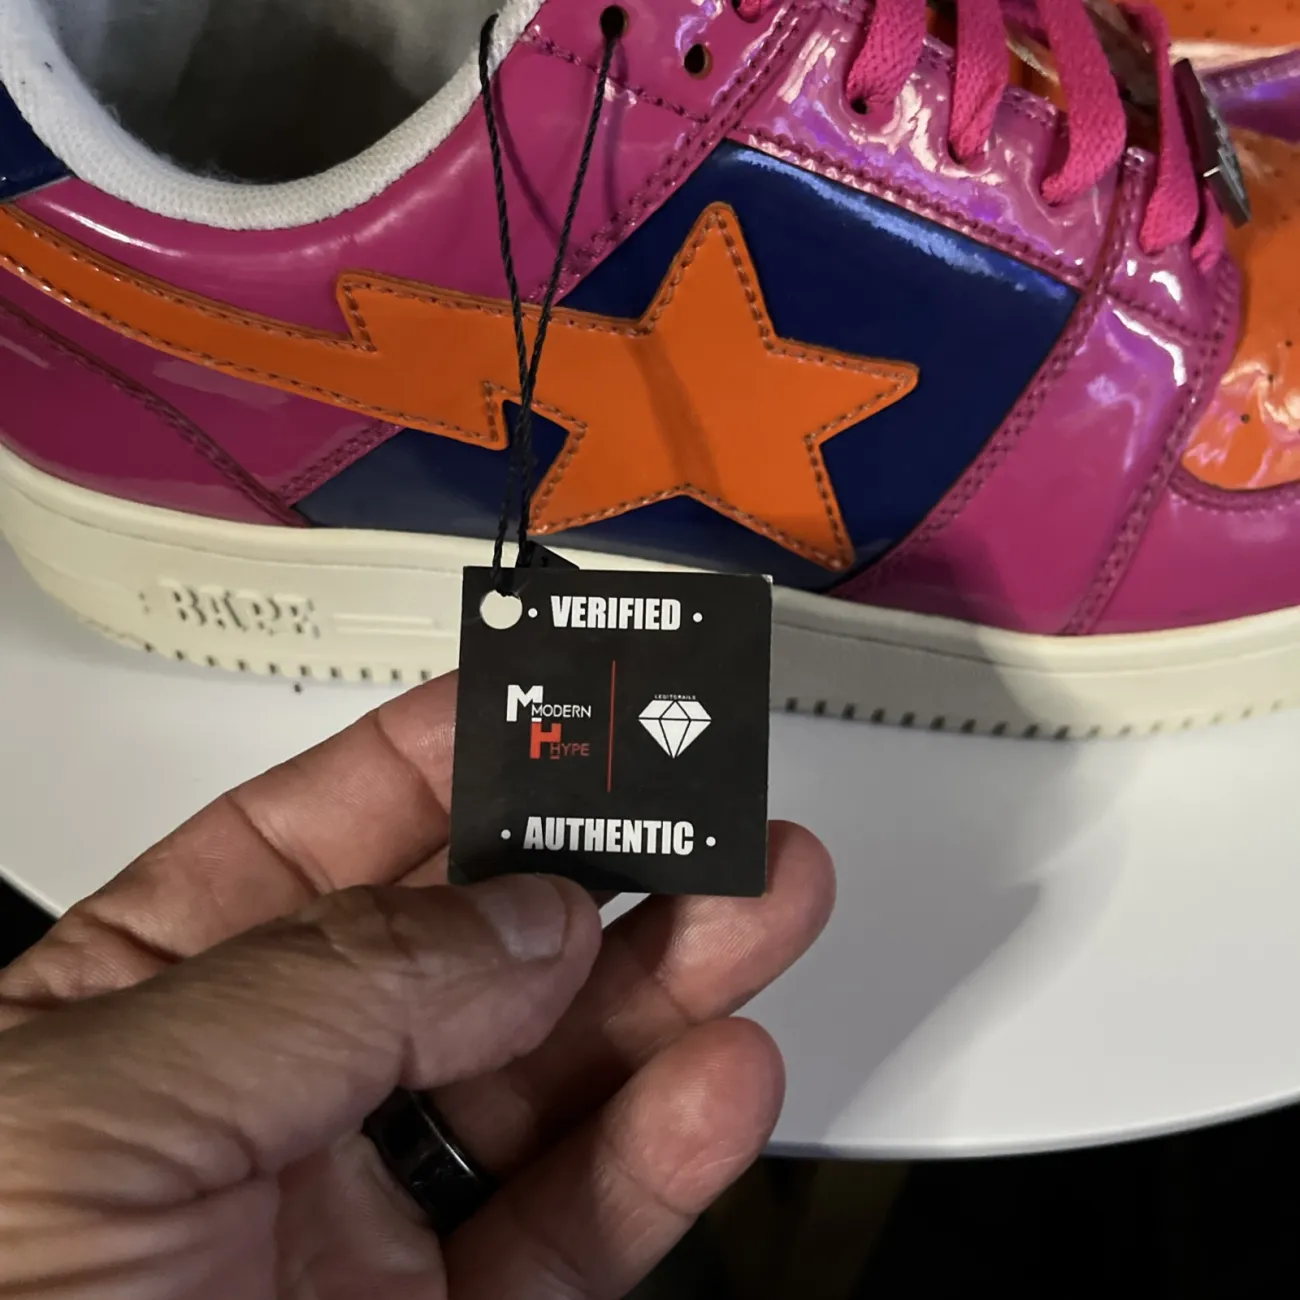 BAPE
VERIFIED
MODERN
HYPE
LEGITGRAILS
AUTHENTIC